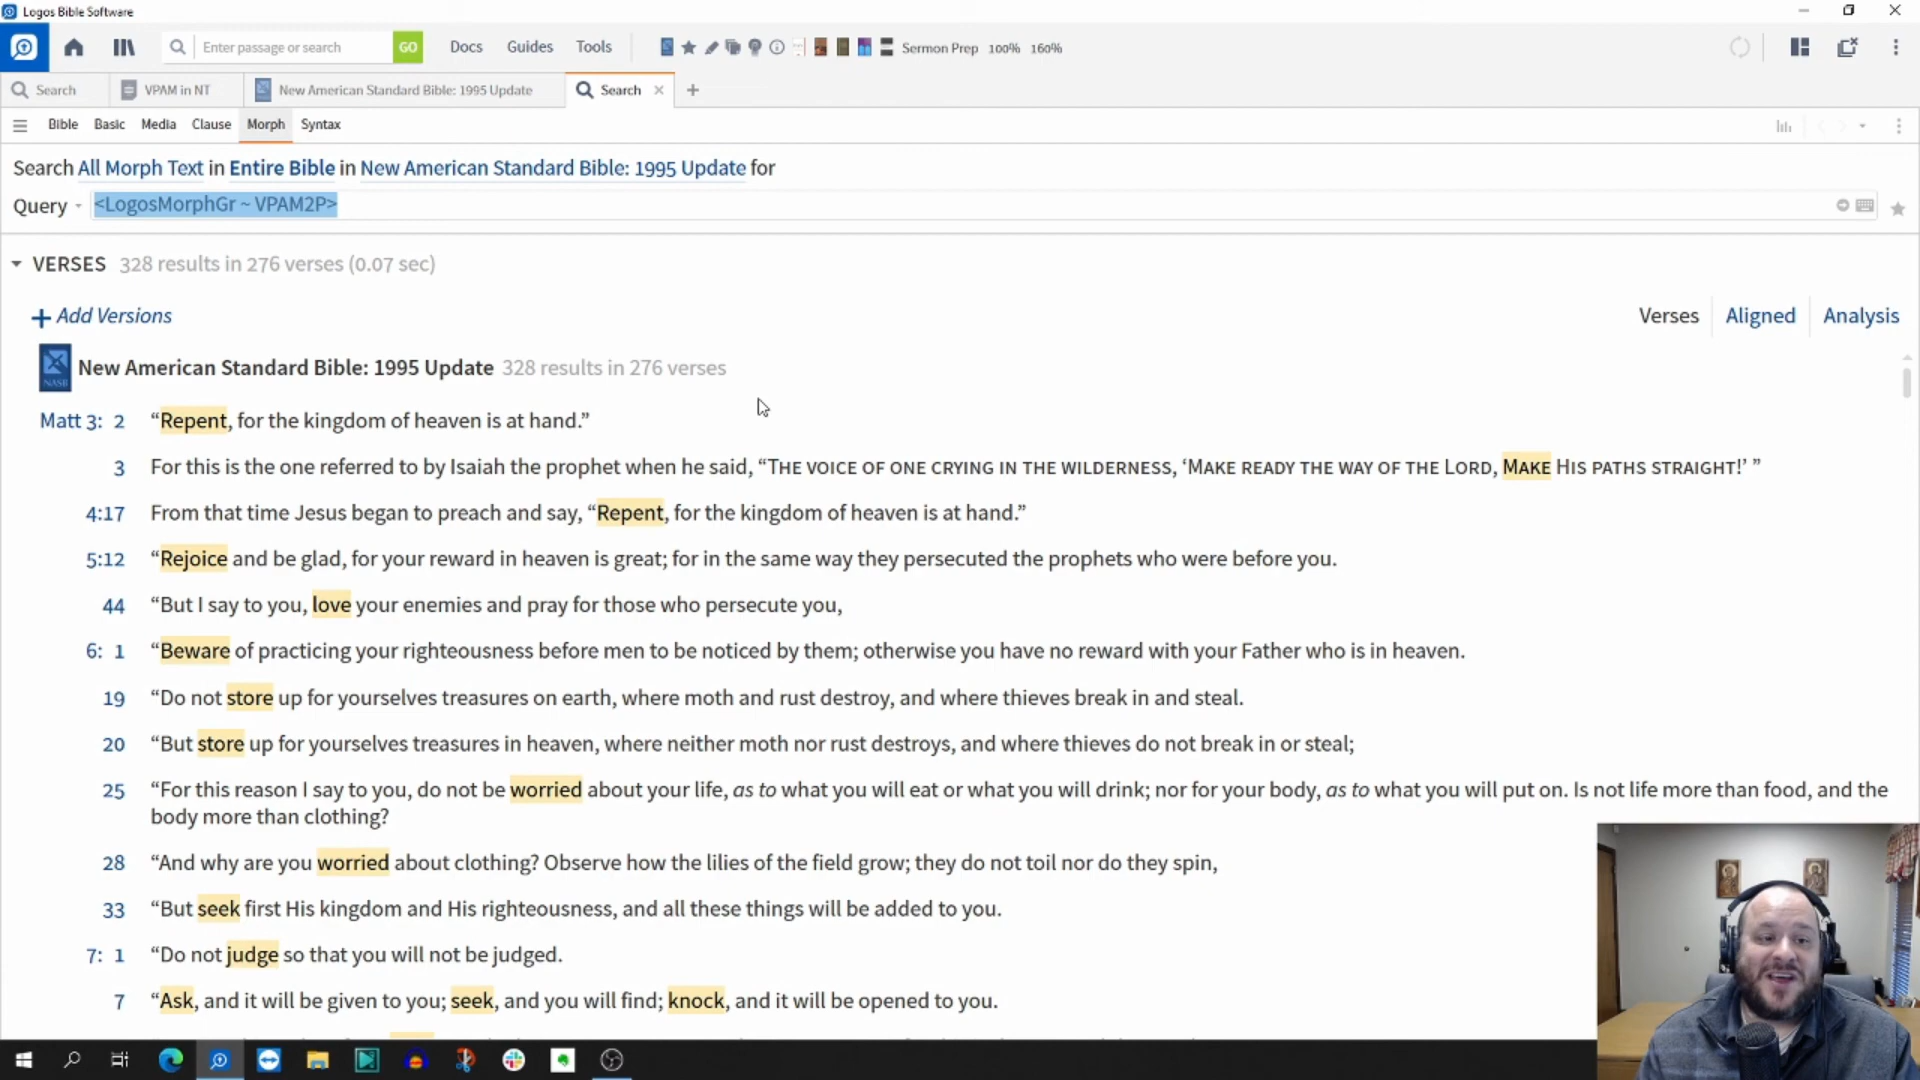 Logos Bible Software
Enter passage or search GO Docs Guides Tools Sermon Prep 100% 160%
Search VPAM in NT New American Standard Bible: 1995 Update Search
Bible Basic Media Clause Morph Syntax
Search All Morph Text in Entire Bible in New American Standard Bible: 1995 Update for
Query <LogosMorphGr ~ VPAM2P>
VERSES 328 results in 276 verses (0.07 sec)
Add Versions Verses Aligned Analysis
NASB New American Standard Bible: 1995 Update 328 results in 276 verses
Matt 3: 2 “Repent, for the kingdom of heaven is at hand.”
3 For this is the one referred to by Isaiah the prophet when he said, “THE VOICE OF ONE CRYING IN THE WILDERNESS, ‘MAKE READY THE WAY OF THE LORD, MAKE HIS PATHS STRAIGHT!’ ”
4:17 From that time Jesus began to preach and say, “Repent, for the kingdom of heaven is at hand.”
5:12 “Rejoice and be glad, for your reward in heaven is great; for in the same way they persecuted the prophets who were before you.
44 “But I say to you, love your enemies and pray for those who persecute you,
6: 1 “Beware of practicing your righteousness before men to be noticed by them; otherwise you have no reward with your Father who is in heaven.
19 “Do not store up for yourselves treasures on earth, where moth and rust destroy, and where thieves break in and steal.
20 “But store up for yourselves treasures in heaven, where neither moth nor rust destroys, and where thieves do not break in or steal;
25 “For this reason I say to you, do not be worried about your life, as to what you will eat or what you will drink; nor for your body, as to what you will put on. Is not life more than food, and the
body more than clothing?
28 “And why are you worried about clothing? Observe how the lilies of the field grow; they do not toil nor do they spin,
33 “But seek first His kingdom and His righteousness, and all these things will be added to you.
7: 1 “Do not judge so that you will not be judged.
7 “Ask, and it will be given to you; seek, and you will find; knock, and it will be opened to you.